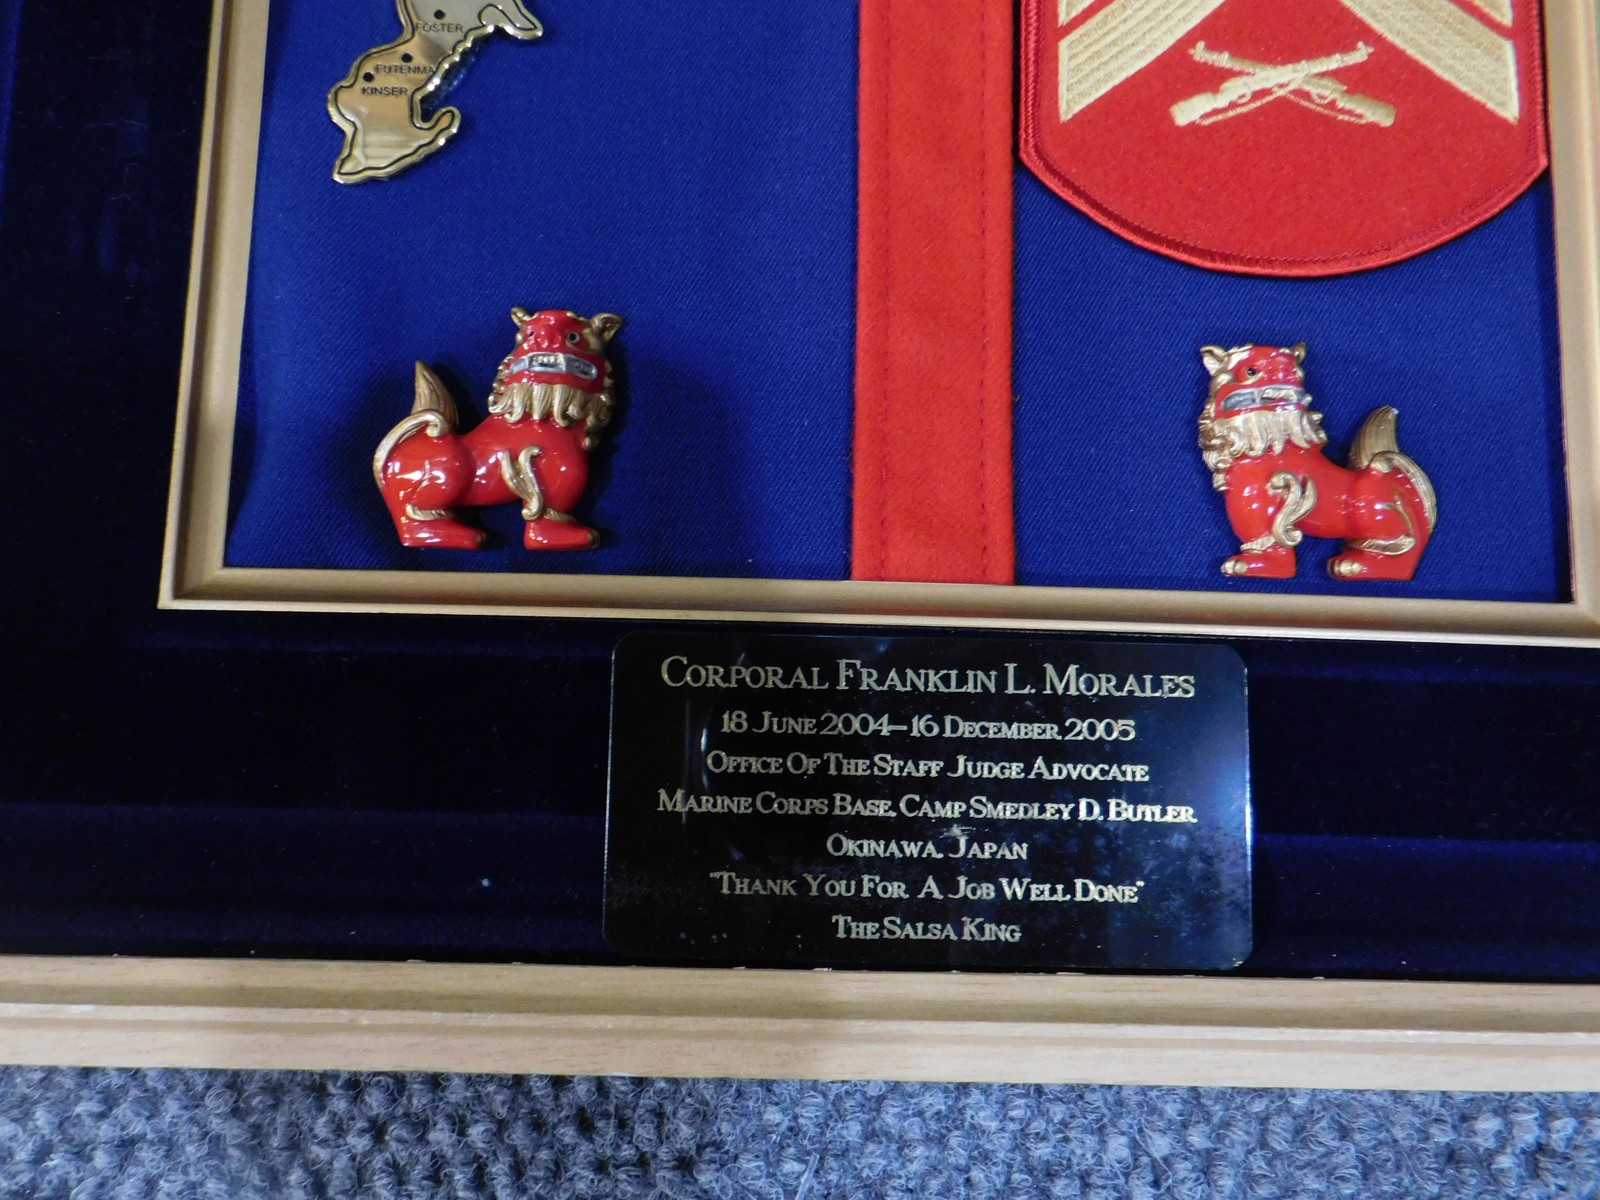 FOSTER
FUTENMA
KINSER
CORPORAL FRANKLIN L. MORALES
18 JUNE 2004–16 DECEMBER 2005
OFFICE OF THE STAFF JUDGE ADVOCATE
MARINE CORPS BASE, CAMP SMEDLEY D. BUTLER
OKINAWA, JAPAN
"THANK YOU FOR A JOB WELL DONE"
THE SALSA KING